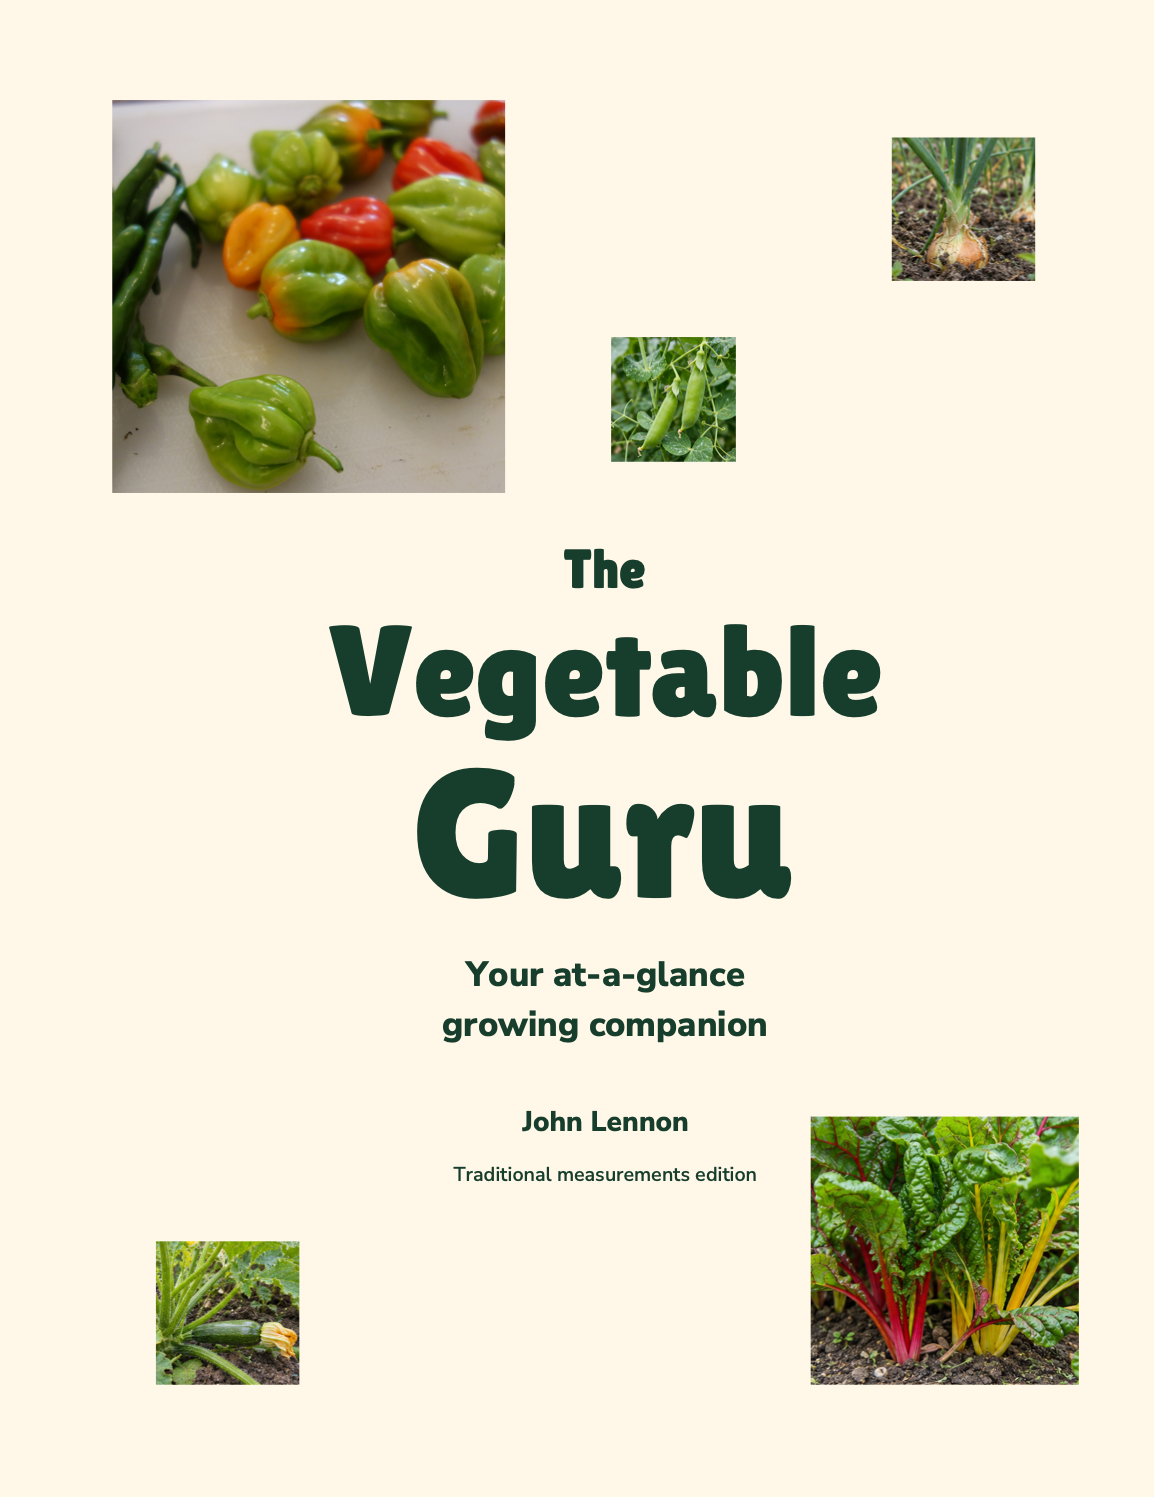 The
Vegetable
Guru
Your at-a-glance
growing companion
John Lennon
Traditional measurements edition